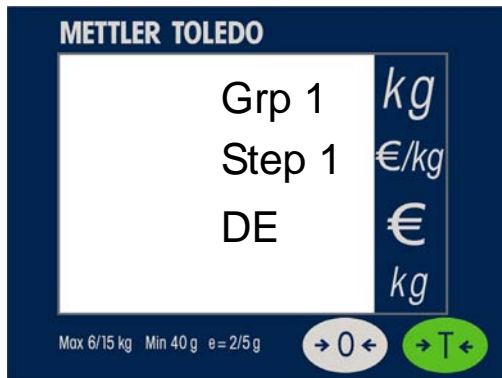 METTLER TOLEDO
Grp 1 kg
Step 1 €/kg
DE €
kg
Max 6/15 kg Min 40 g e = 2/5 g →0← →T←